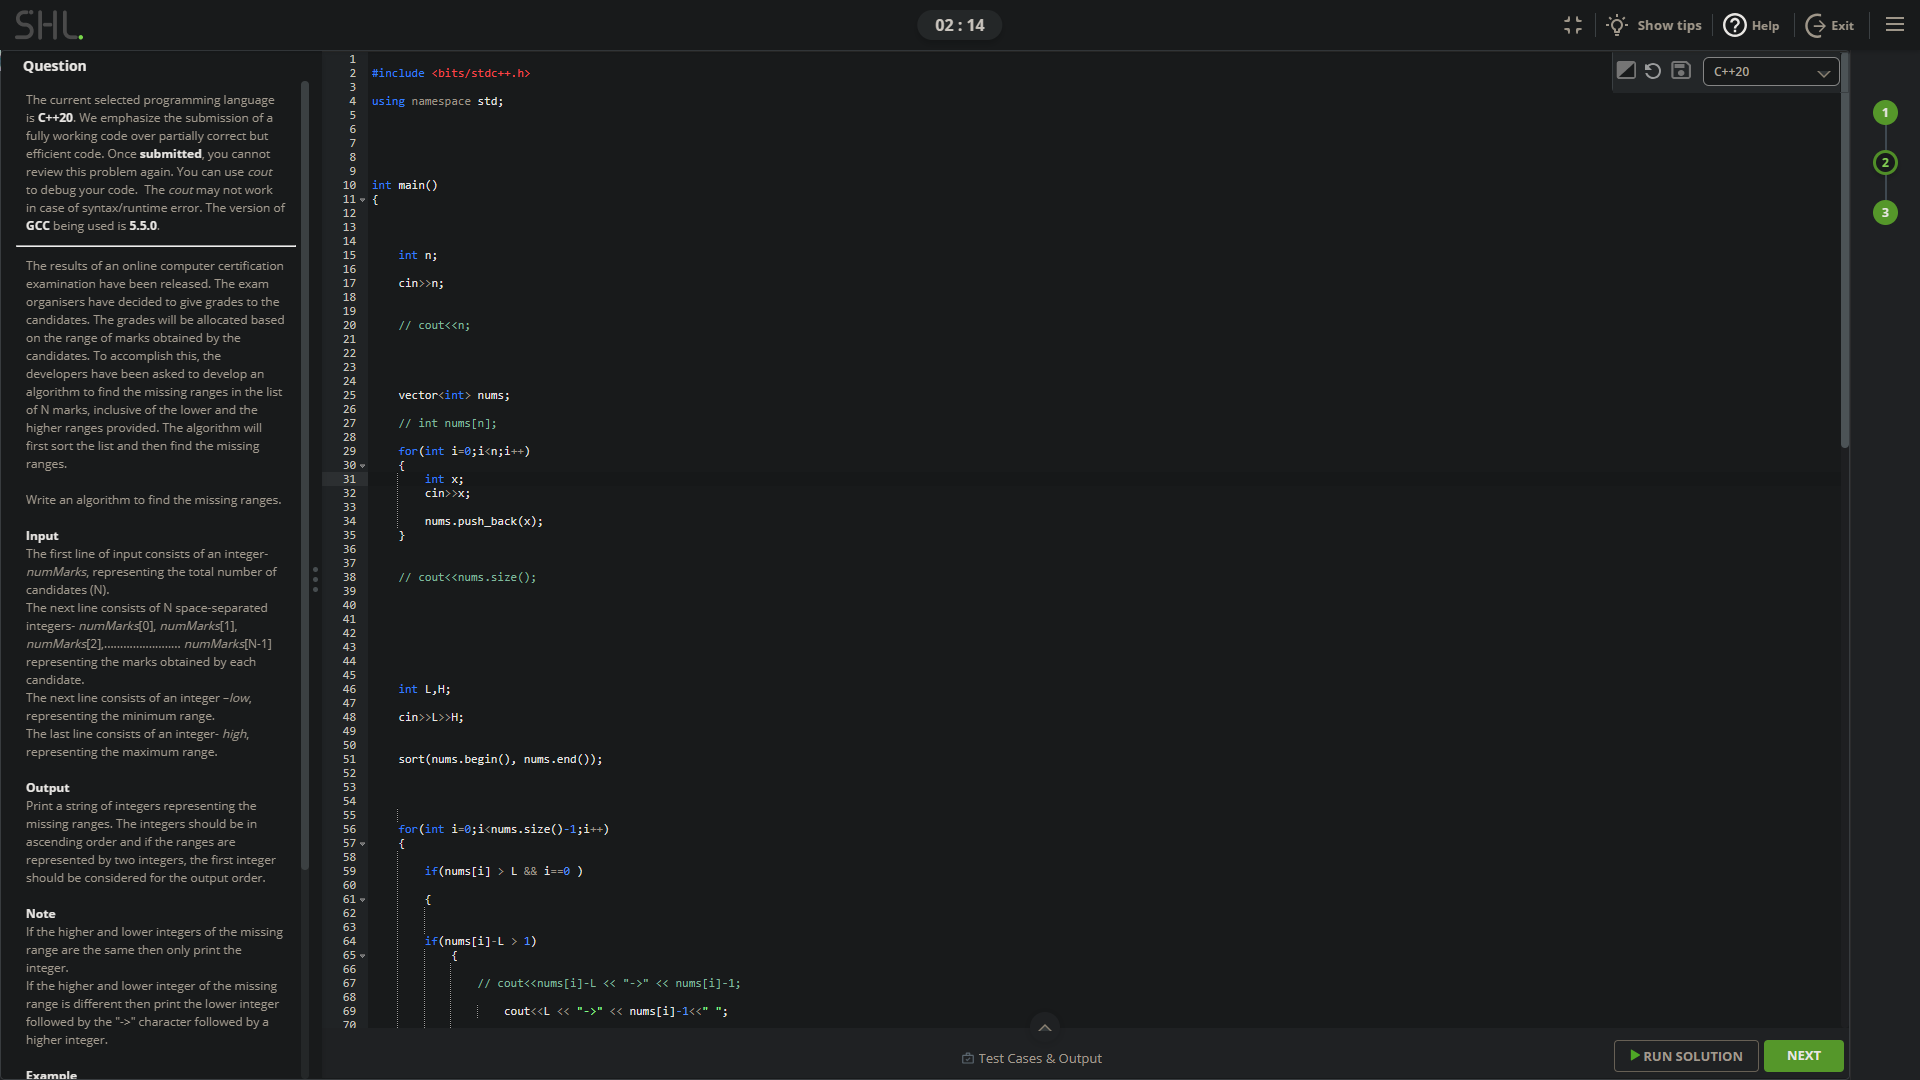 SHL.
02 : 14
Show tips
Help
Exit
Question
The current selected programming language
is C++20. We emphasize the submission of a
fully working code over partially correct but
efficient code. Once submitted, you cannot
review this problem again. You can use cout
to debug your code.  The cout may not work
in case of syntax/runtime error. The version of
GCC being used is 5.5.0.
The results of an online computer certification
examination have been released. The exam
organisers have decided to give grades to the
candidates. The grades will be allocated based
on the range of marks obtained by the
candidates. To accomplish this, the
developers have been asked to develop an
algorithm to find the missing ranges in the list
of N marks, inclusive of the lower and the
higher ranges provided. The algorithm will
first sort the list and then find the missing
ranges.
Write an algorithm to find the missing ranges.
Input
The first line of input consists of an integer-
numMarks, representing the total number of
candidates (N).
The next line consists of N space-separated
integers- numMarks[0], numMarks[1],
numMarks[2],........................ numMarks[N-1]
representing the marks obtained by each
candidate.
The next line consists of an integer –low,
representing the minimum range.
The last line consists of an integer- high,
representing the maximum range.
Output
Print a string of integers representing the
missing ranges. The integers should be in
ascending order and if the ranges are
represented by two integers, the first integer
should be considered for the output order.
Note
If the higher and lower integers of the missing
range are the same then only print the
integer.
If the higher and lower integer of the missing
range is different then print the lower integer
followed by the "->" character followed by a
higher integer.
Example
C++20
1
2 #include <bits/stdc++.h>
3
4 using namespace std;
5
6
7
8
9
10 int main()
11 {
12
13
14
15 int n;
16
17 cin>>n;
18
19
20 // cout<<n;
21
22
23
24
25 vector<int> nums;
26
27 // int nums[n];
28
29 for(int i=0;i<n;i++)
30 {
31 int x;
32 cin>>x;
33
34 nums.push_back(x);
35 }
36
37
38 // cout<<nums.size();
39
40
41
42
43
44
45
46 int L,H;
47
48 cin>>L>>H;
49
50
51 sort(nums.begin(), nums.end());
52
53
54
55
56 for(int i=0;i<nums.size()-1;i++)
57 {
58
59 if(nums[i] > L && i==0 )
60
61 {
62
63
64 if(nums[i]-L > 1)
65 {
66
67 // cout<<nums[i]-L << "->" << nums[i]-1;
68
69 cout<<L << "->" << nums[i]-1<<" ";
70
1
2
3
Test Cases & Output
RUN SOLUTION
NEXT